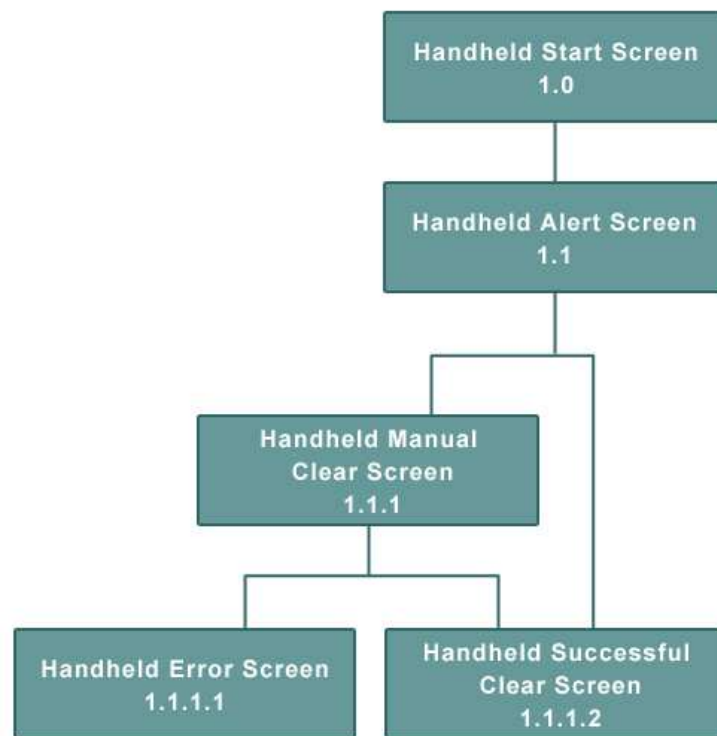 Handheld Start Screen
1.0
Handheld Alert Screen
1.1
Handheld Manual
Clear Screen
1.1.1
Handheld Error Screen
1.1.1.1
Handheld Successful
Clear Screen
1.1.1.2